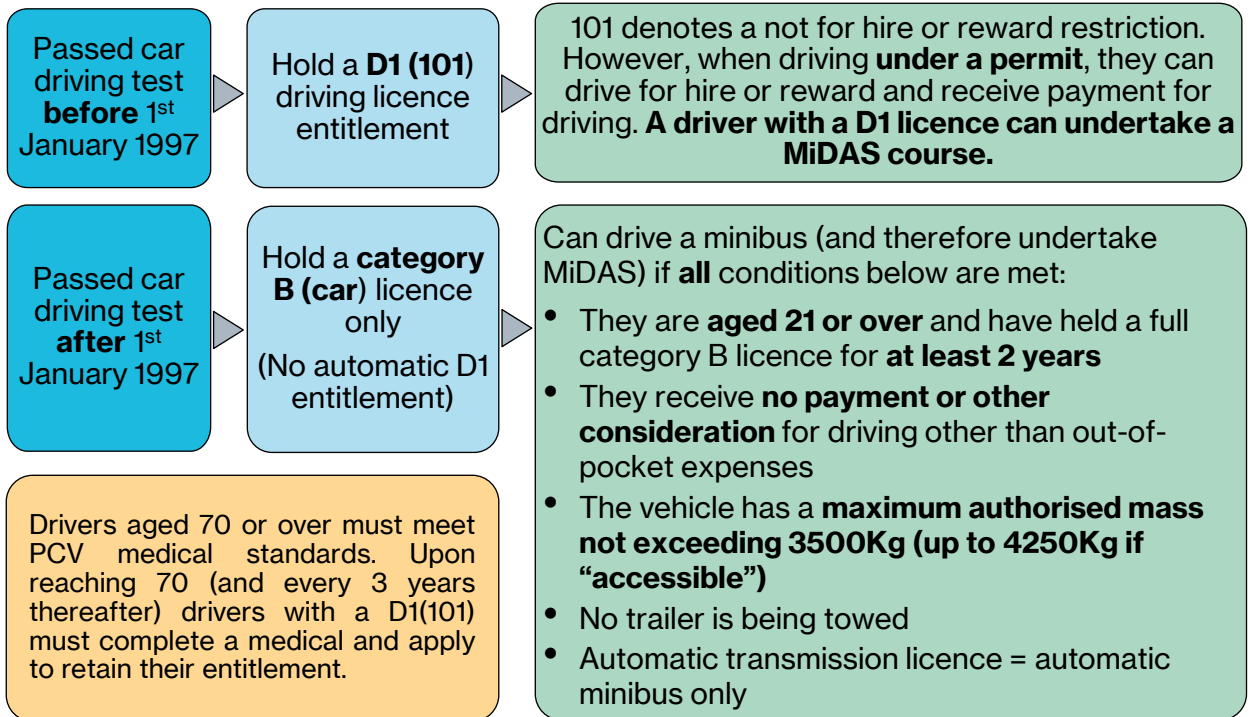 Passed car
driving test
before 1st
January 1997
Hold a D1 (101)
driving licence
entitlement
101 denotes a not for hire or reward restriction.
However, when driving under a permit, they can
drive for hire or reward and receive payment for
driving. A driver with a D1 licence can undertake a
MiDAS course.
Passed car
driving test
after 1st
January 1997
Hold a category
B (car) licence
only
(No automatic D1
entitlement)
Can drive a minibus (and therefore undertake
MiDAS) if all conditions below are met:
• They are aged 21 or over and have held a full
category B licence for at least 2 years
• They receive no payment or other
consideration for driving other than out-of-
pocket expenses
• The vehicle has a maximum authorised mass
not exceeding 3500Kg (up to 4250Kg if
“accessible”)
• No trailer is being towed
• Automatic transmission licence = automatic
minibus only
Drivers aged 70 or over must meet
PCV medical standards. Upon
reaching 70 (and every 3 years
thereafter) drivers with a D1(101)
must complete a medical and apply
to retain their entitlement.